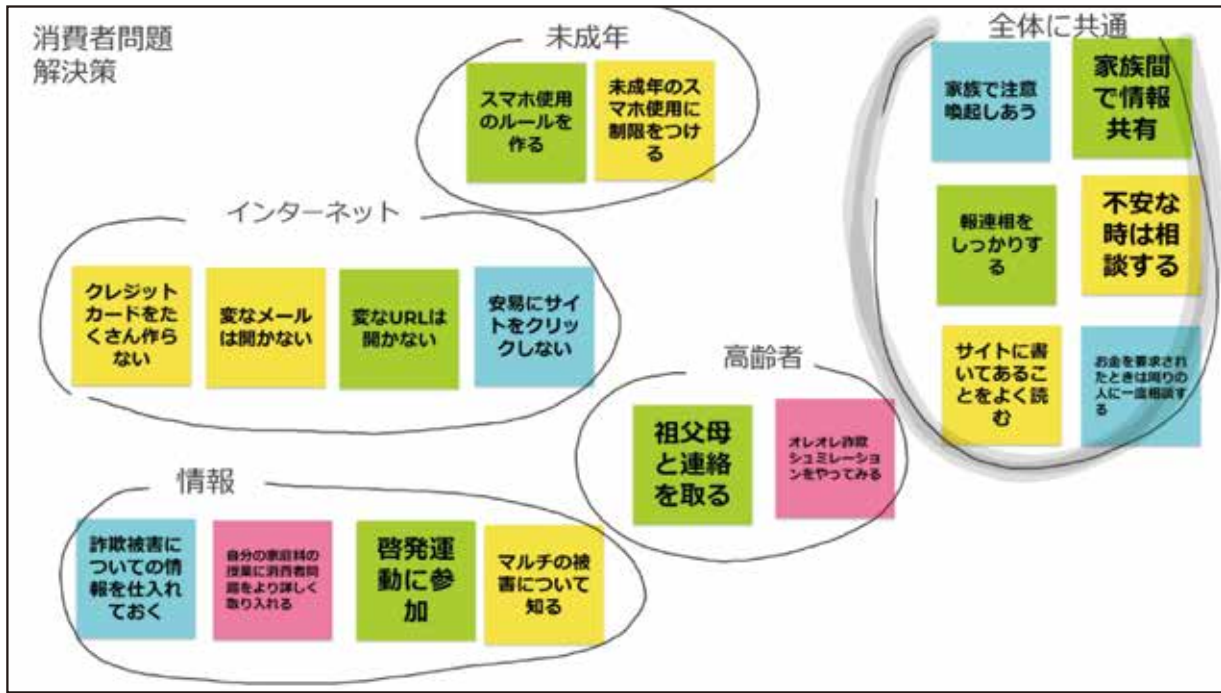 消費者問題
解決策
未成年
スマホ使用
のルールを
作る
未成年のス
マホ使用に
制限をつけ
る
全体に共通
家族で注意
喚起しあう
家族間
で情報
共有
報連相を
しっかりす
る
不安な
時は相
談する
サイトに書
いてあるこ
とをよく読
む
お金を要求され
たときは周りの
人に一度相談す
る
インターネット
クレジット
カードをた
くさん作ら
ない
変なメール
は開かない
変なURLは
開かない
安易にサイ
トをクリッ
クしない
高齢者
祖父母
と連絡
を取る
オレオレ詐欺
シュミレーショ
ンをやってみる
情報
詐欺被害に
ついての情
報を仕入れ
ておく
自分の家庭科の
授業に消費者問
題をより詳しく
取り入れる
啓発運
動に参
加
マルチの被
害について
知る